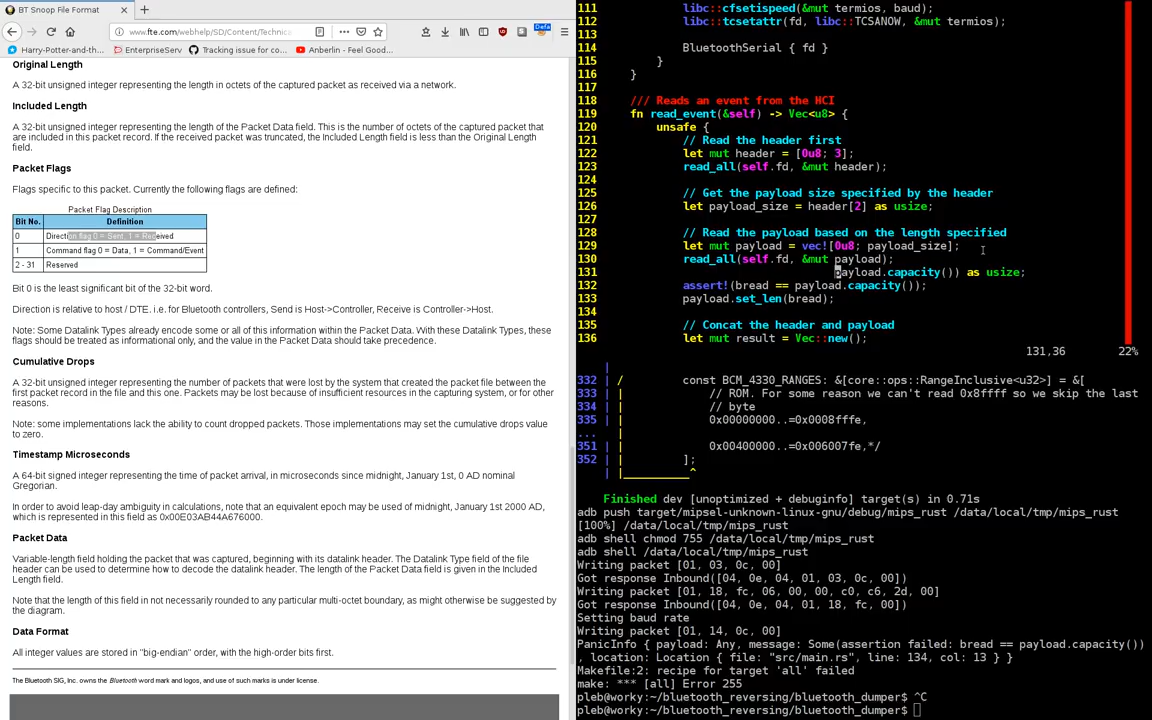 BT Snoop File Format
www.fte.com/webhelp/SD/Content/Technica
Harry-Potter-and-th...
EnterpriseServ
Tracking issue for co...
Anberlin - Feel Good...
Original Length
A 32-bit unsigned integer representing the length in octets of the captured packet as received via a network.
Included Length
A 32-bit unsigned integer representing the length of the Packet Data field. This is the number of octets of the captured packet that
are included in this packet record. If the received packet was truncated, the Included Length field is less than the Original Length
field.
Packet Flags
Flags specific to this packet. Currently the following flags are defined:
Packet Flag Description
Bit No. Definition
0 Direction flag 0 = Sent, 1 = Received
1 Command flag 0 = Data, 1 = Command/Event
2 - 31 Reserved
Bit 0 is the least significant bit of the 32-bit word.
Direction is relative to host / DTE. i.e. for Bluetooth controllers, Send is Host->Controller, Receive is Controller->Host.
Note: Some Datalink Types already encode some or all of this information within the Packet Data. With these Datalink Types, these
flags should be treated as informational only, and the value in the Packet Data should take precedence.
Cumulative Drops
A 32-bit unsigned integer representing the number of packets that were lost by the system that created the packet file between the
first packet record in the file and this one. Packets may be lost because of insufficient resources in the capturing system, or for other
reasons.
Note: some implementations lack the ability to count dropped packets. Those implementations may set the cumulative drops value
to zero.
Timestamp Microseconds
A 64-bit signed integer representing the time of packet arrival, in microseconds since midnight, January 1st, 0 AD nominal
Gregorian.
In order to avoid leap-day ambiguity in calculations, note that an equivalent epoch may be used of midnight, January 1st 2000 AD,
which is represented in this field as 0x00E03AB44A676000.
Packet Data
Variable-length field holding the packet that was captured, beginning with its datalink header. The Datalink Type field of the file
header can be used to determine how to decode the datalink header. The length of the Packet Data field is given in the Included
Length field.
Note that the length of this field in not necessarily rounded to any particular multi-octet boundary, as might otherwise be suggested by
the diagram.
Data Format
All integer values are stored in "big-endian" order, with the high-order bits first.
The Bluetooth SIG, Inc. owns the Bluetooth word mark and logos, and use of such marks is under license.
111 libc::cfsetispeed(&mut termios, baud);
112 libc::tcsetattr(fd, libc::TCSANOW, &mut termios);
113
114 BluetoothSerial { fd }
115 }
116 }
117
118 /// Reads an event from the HCI
119 fn read_event(&self) -> Vec<u8> {
120 unsafe {
121 // Read the header first
122 let mut header = [0u8; 3];
123 read_all(self.fd, &mut header);
124
125 // Get the payload size specified by the header
126 let payload_size = header[2] as usize;
127
128 // Read the payload based on the length specified
129 let mut payload = vec![0u8; payload_size];
130 read_all(self.fd, &mut payload);
131 payload.capacity()) as usize;
132 assert!(bread == payload.capacity());
133 payload.set_len(bread);
134
135 // Concat the header and payload
136 let mut result = Vec::new();
131,36 22%
|
332 | / const BCM_4330_RANGES: &[core::ops::RangeInclusive<u32>] = &[
333 | | // ROM. For some reason we can't read 0x8ffff so we skip the last
334 | | // byte
335 | | 0x00000000..=0x0008fffe,
... |
351 | | 0x00400000..=0x006007fe,*/
352 | | ];
| |_________^
Finished dev [unoptimized + debuginfo] target(s) in 0.71s
adb push target/mipsel-unknown-linux-gnu/debug/mips_rust /data/local/tmp/mips_rust
[100%] /data/local/tmp/mips_rust
adb shell chmod 755 /data/local/tmp/mips_rust
adb shell /data/local/tmp/mips_rust
Writing packet [01, 03, 0c, 00]
Got response Inbound([04, 0e, 04, 01, 03, 0c, 00])
Writing packet [01, 18, fc, 06, 00, 00, c0, c6, 2d, 00]
Got response Inbound([04, 0e, 04, 01, 18, fc, 00])
Setting baud rate
Writing packet [01, 14, 0c, 00]
PanicInfo { payload: Any, message: Some(assertion failed: bread == payload.capacity())
, location: Location { file: "src/main.rs", line: 134, col: 13 } }
Makefile:2: recipe for target 'all' failed
make: *** [all] Error 255
pleb@worky:~/bluetooth_reversing/bluetooth_dumper$ ^C
pleb@worky:~/bluetooth_reversing/bluetooth_dumper$